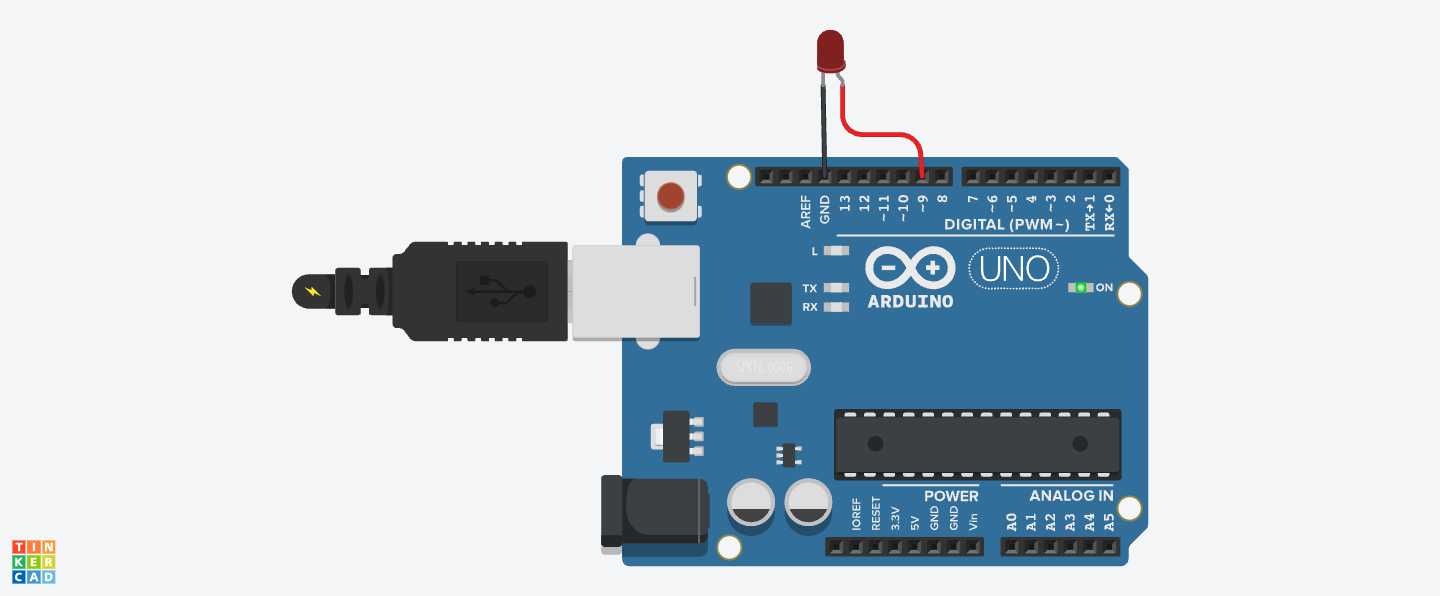 AREF
GND
13
12
~11
~10
~9
8
7
~6
~5
4
~3
2
TX→1
RX←0
DIGITAL (PWM~)
L
TX
RX
ARDUINO
UNO
ON
SPK16.000G
IOREF
RESET
3.3V
5V
GND
GND
Vin
POWER
ANALOG IN
A0
A1
A2
A3
A4
A5
TIN
KER
CAD